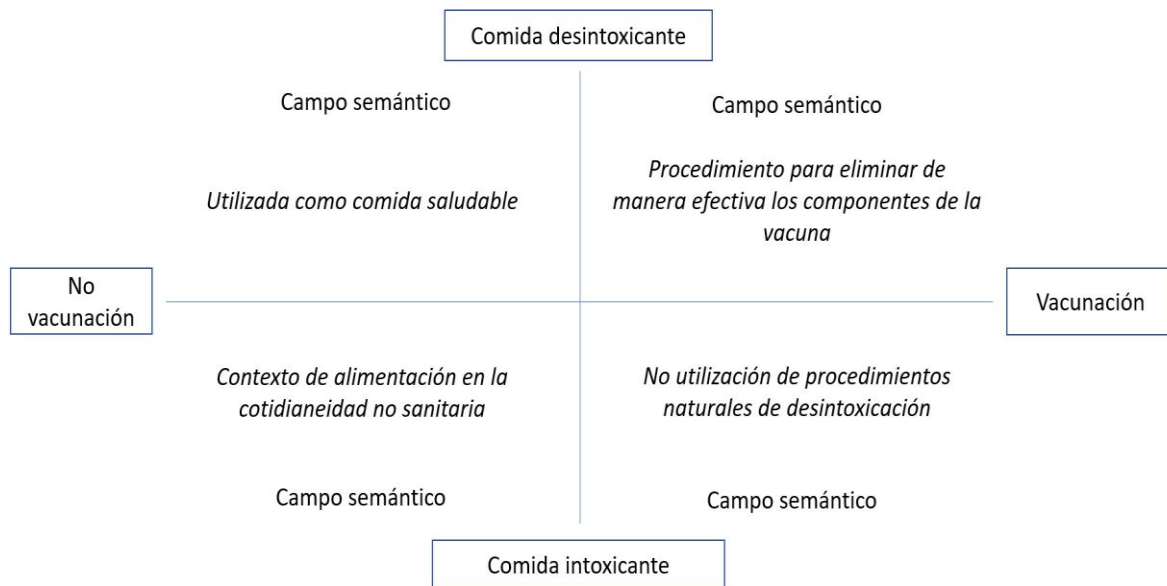 Comida desintoxicante
Campo semántico
Campo semántico
Utilizada como comida saludable
Procedimiento para eliminar de
manera efectiva los componentes de la
vacuna
No
vacunación
Vacunación
Contexto de alimentación en la
cotidianeidad no sanitaria
No utilización de procedimientos
naturales de desintoxicación
Campo semántico
Campo semántico
Comida intoxicante